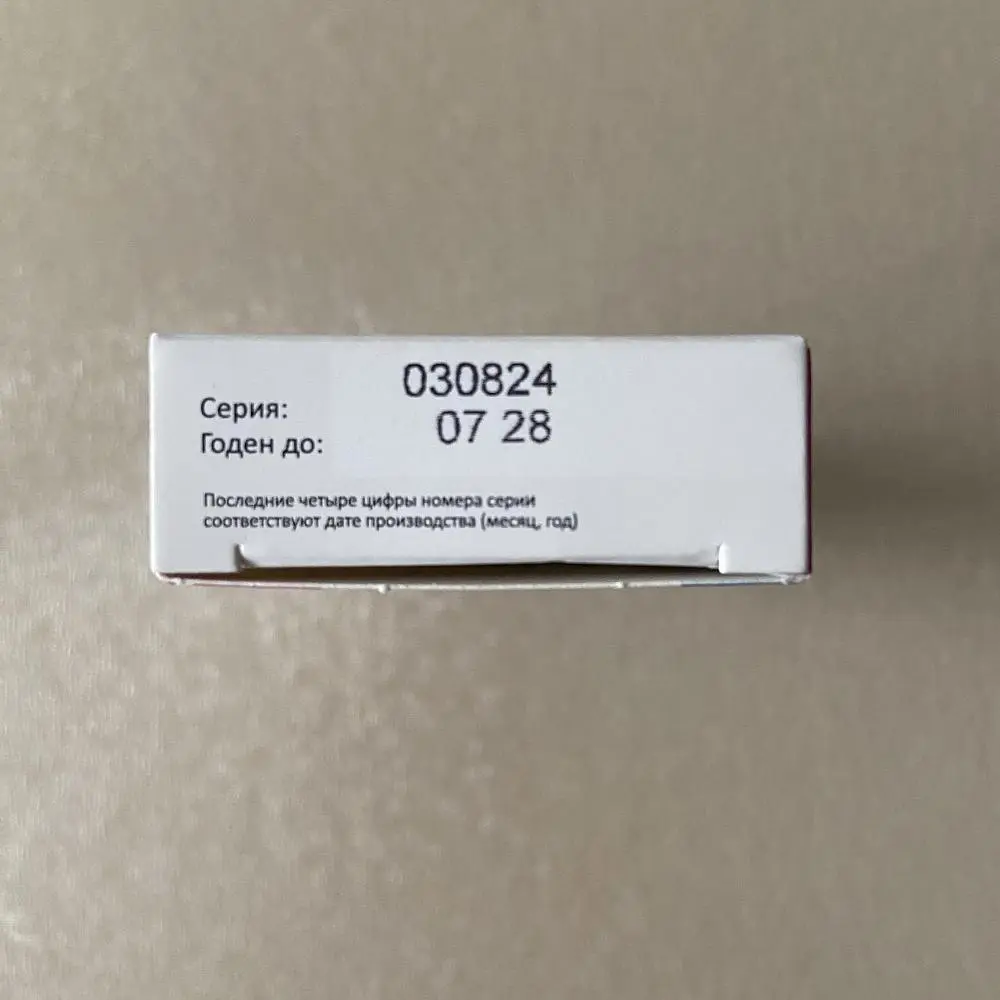 Серия: 030824
Годен до: 07 28
Последние четыре цифры номера серии
соответствуют дате производства (месяц, год)